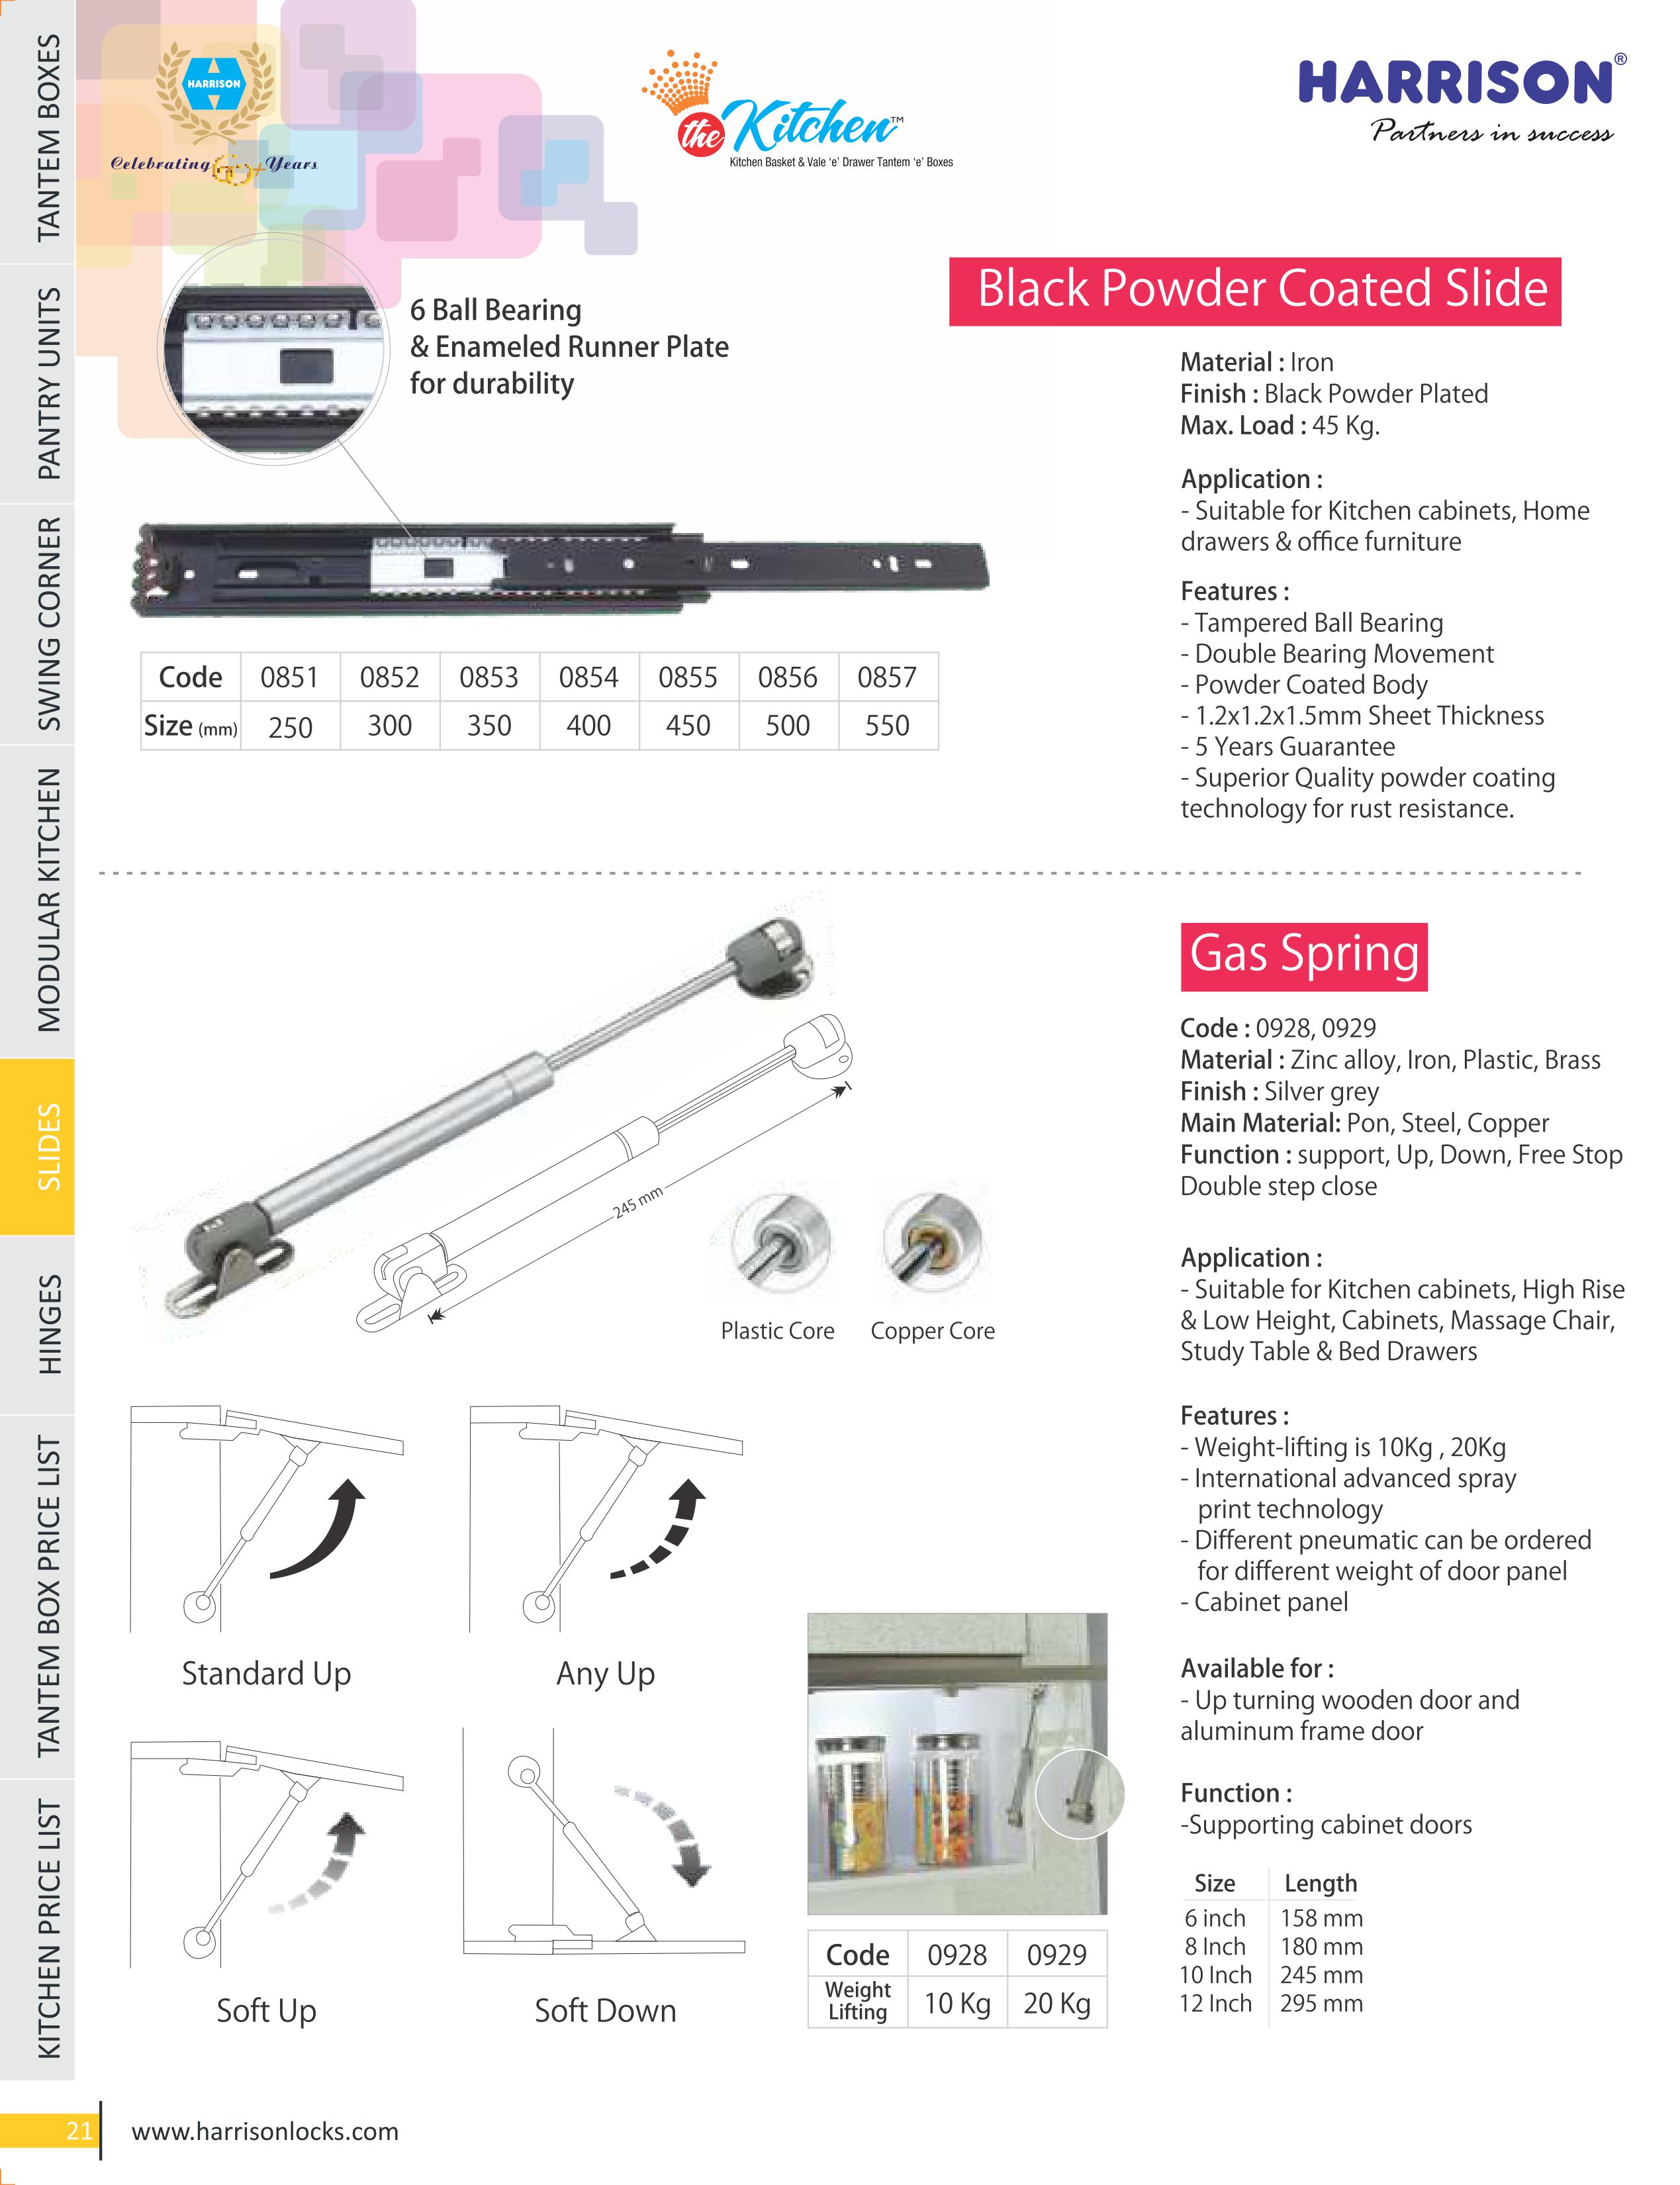 TANTEM BOXES
PANTRY UNITS
SWING CORNER
MODULAR KITCHEN
SLIDES
HINGES
TANTEM BOX PRICE LIST
KITCHEN PRICE LIST
HARRISON
Celebrating 60+ Years
the Kitchen™
Kitchen Basket & Vale 'e' Drawer Tantem 'e' Boxes
HARRISON®
Partners in success
Black Powder Coated Slide
6 Ball Bearing
& Enameled Runner Plate
for durability
Material : Iron
Finish : Black Powder Plated
Max. Load : 45 Kg.
Application :
- Suitable for Kitchen cabinets, Home
drawers & office furniture
Features :
- Tampered Ball Bearing
- Double Bearing Movement
- Powder Coated Body
- 1.2x1.2x1.5mm Sheet Thickness
- 5 Years Guarantee
- Superior Quality powder coating
technology for rust resistance.
Code 0851 0852 0853 0854 0855 0856 0857
Size (mm) 250 300 350 400 450 500 550
Gas Spring
Code : 0928, 0929
Material : Zinc alloy, Iron, Plastic, Brass
Finish : Silver grey
Main Material: Pon, Steel, Copper
Function : support, Up, Down, Free Stop
Double step close
Application :
- Suitable for Kitchen cabinets, High Rise
& Low Height, Cabinets, Massage Chair,
Study Table & Bed Drawers
Features :
- Weight-lifting is 10Kg , 20Kg
- International advanced spray
print technology
- Different pneumatic can be ordered
for different weight of door panel
- Cabinet panel
Available for :
- Up turning wooden door and
aluminum frame door
Function :
-Supporting cabinet doors
Size Length
6 inch 158 mm
8 Inch 180 mm
10 Inch 245 mm
12 Inch 295 mm
245 mm
Plastic Core Copper Core
Standard Up Any Up
Soft Up Soft Down
Code 0928 0929
Weight Lifting 10 Kg 20 Kg
21
www.harrisonlocks.com